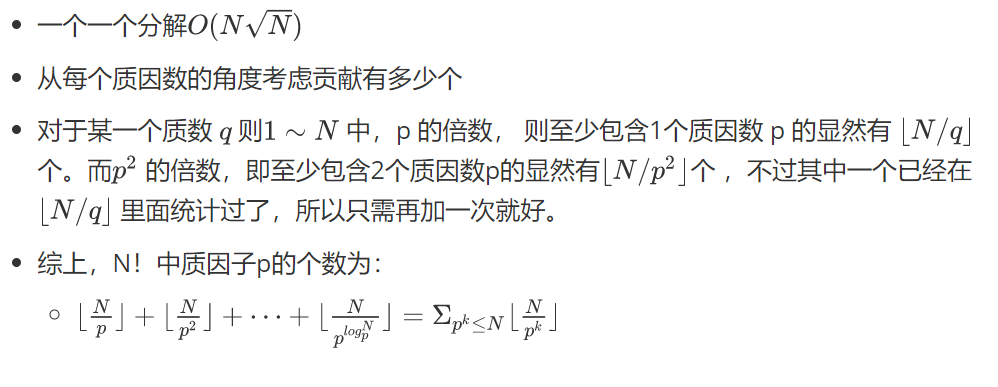 一个一个分解$O(N\sqrt{N})$
从每个质因数的角度考虑贡献有多少个
对于某一个质数 $q$ 则$1 \sim N$ 中，p 的倍数， 则至少包含1个质因数 p 的显然有 $\lfloor N/q \rfloor$
个。而$p^2$ 的倍数，即至少包含2个质因数p的显然有$\lfloor N/p^2 \rfloor$个 ，不过其中一个已经在
$\lfloor N/q \rfloor$ 里面统计过了，所以只需再加一次就好。
综上，N！中质因子p的个数为：
$\lfloor \frac{N}{p} \rfloor + \lfloor \frac{N}{p^2} \rfloor + \cdots + \lfloor \frac{N}{p^{log_p^N}} \rfloor = \Sigma_{p^k \leq N} \lfloor \frac{N}{p^k} \rfloor$